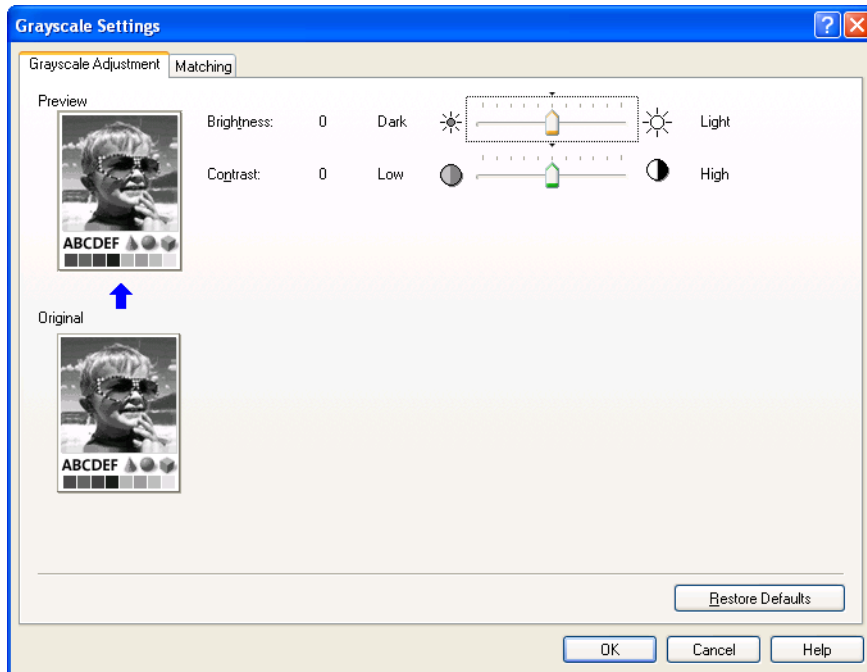 Grayscale Settings
Grayscale Adjustment Matching
Preview
Brightness: 0 Dark Light
Contrast: 0 Low High
ABCDEF
Original
ABCDEF
Restore Defaults
OK Cancel Help